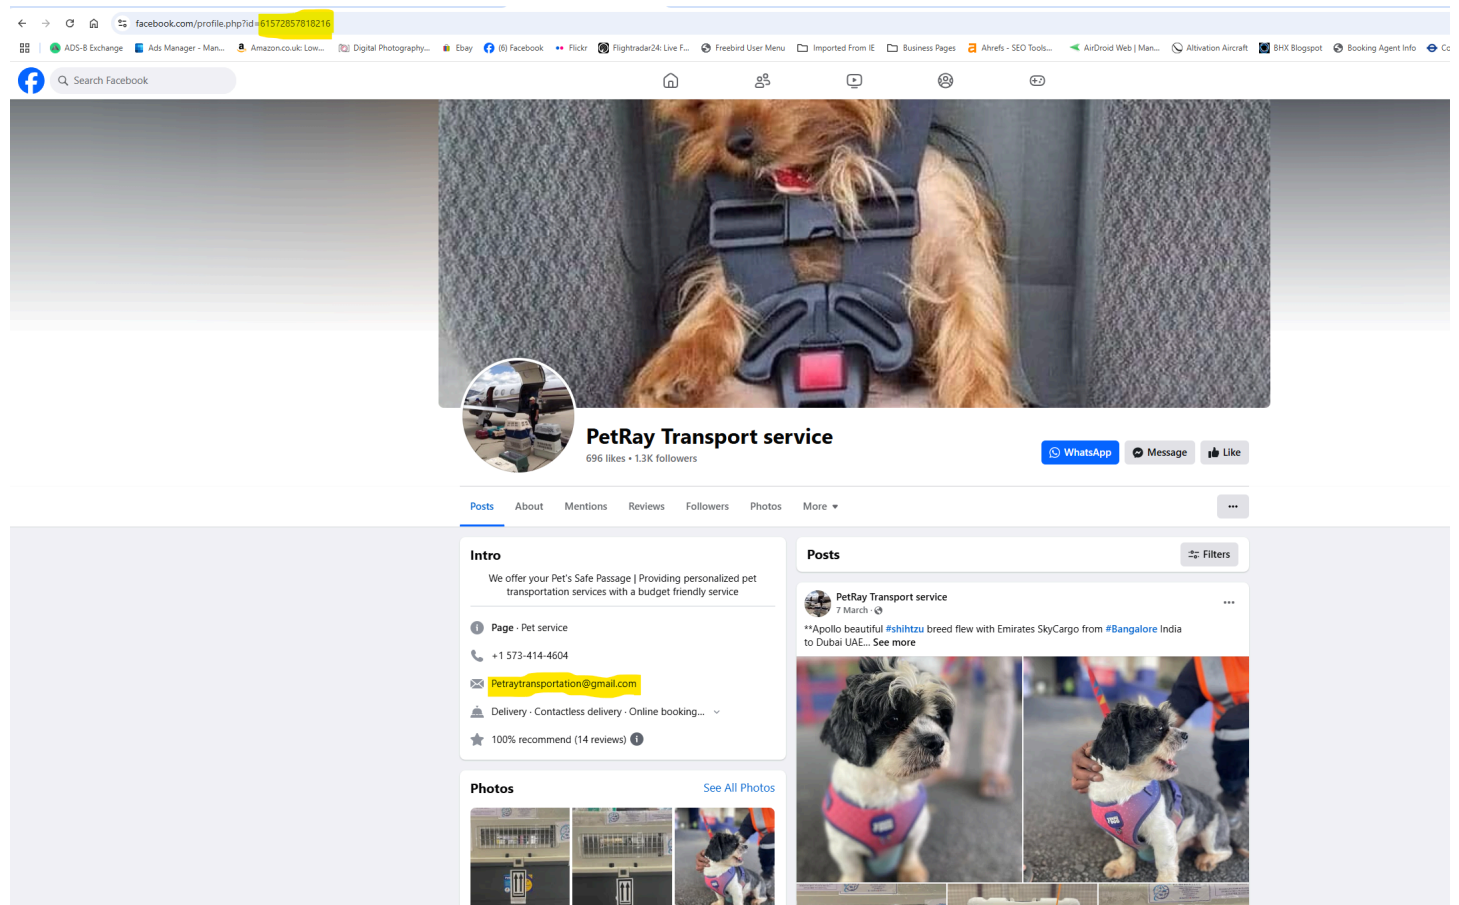 facebook.com/profile.php?id=61572857818216
ADS-B Exchange
Ads Manager - Man...
Amazon.co.uk: Low...
Digital Photography...
Ebay
(6) Facebook
Flickr
Flightradar24: Live F...
Freebird User Menu
Imported From IE
Business Pages
Ahrefs - SEO Tools...
AirDroid Web | Man...
Altivation Aircraft
BHX Blogspot
Booking Agent Info
Co
Search Facebook
PetRay Transport service
696 likes • 1.3K followers
WhatsApp
Message
Like
Posts
About
Mentions
Reviews
Followers
Photos
More
Intro
We offer your Pet's Safe Passage | Providing personalized pet
transportation services with a budget friendly service
Page · Pet service
+1 573-414-4604
Petraytransportation@gmail.com
Delivery · Contactless delivery · Online booking...
100% recommend (14 reviews)
Photos
See All Photos
Posts
Filters
PetRay Transport service
7 March ·
**Apollo beautiful #shihtzu breed flew with Emirates SkyCargo from #Bangalore India
to Dubai UAE... See more